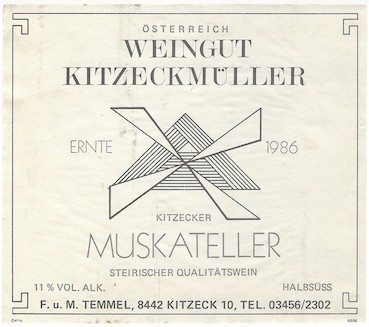 ÖSTERREICH
WEINGUT
KITZECKMÜLLER
ERNTE 1986
KITZECKER
MUSKATELLER
STEIRISCHER QUALITÄTSWEIN
11 % VOL. ALK. HALBSÜSS
F. u. M. TEMMEL, 8442 KITZECK 10, TEL. 03456/2302